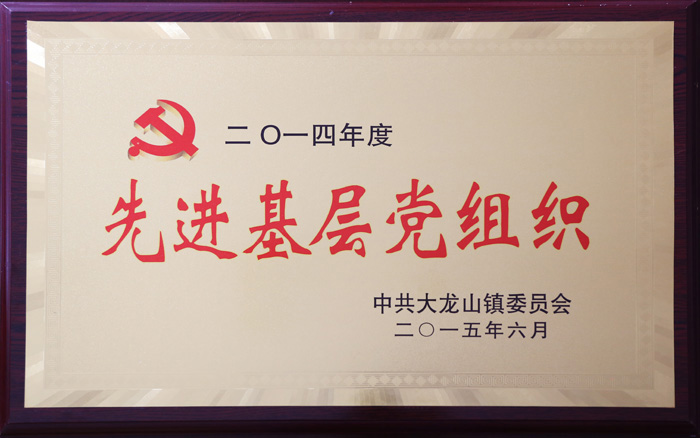 二〇一四年度
先进基层党组织
中共大龙山镇委员会
二〇一五年六月